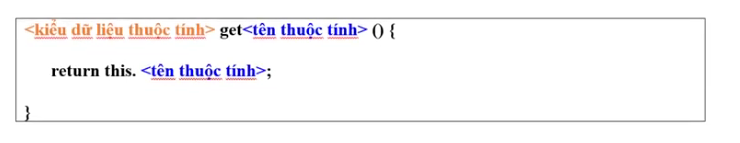 <kiểu dữ liệu thuộc tính> get<tên thuộc tính> () {
return this. <tên thuộc tính>;
}